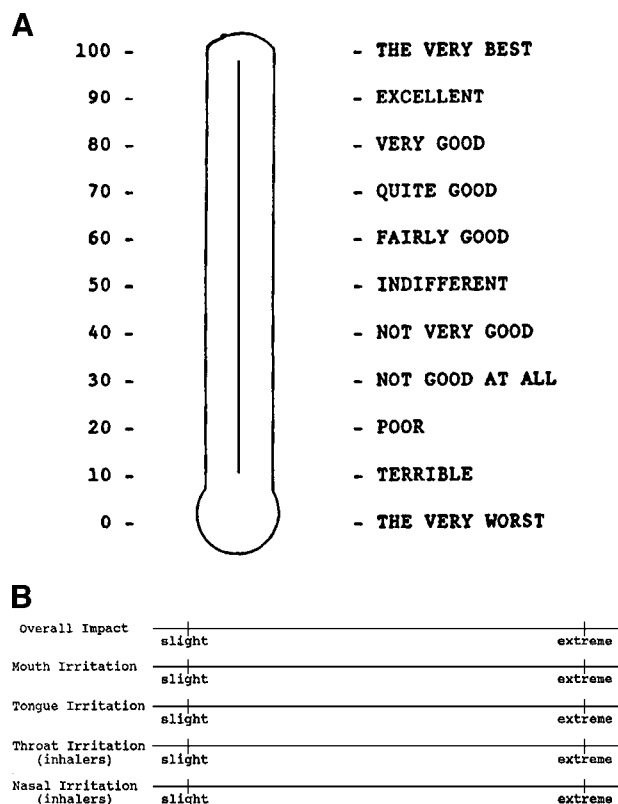 A
100 - - THE VERY BEST
90 - - EXCELLENT
80 - - VERY GOOD
70 - - QUITE GOOD
60 - - FAIRLY GOOD
50 - - INDIFFERENT
40 - - NOT VERY GOOD
30 - - NOT GOOD AT ALL
20 - - POOR
10 - - TERRIBLE
0 - - THE VERY WORST
B
Overall Impact
slight extreme
Mouth Irritation
slight extreme
Tongue Irritation
slight extreme
Throat Irritation
(inhalers) slight extreme
Nasal Irritation
(inhalers) slight extreme